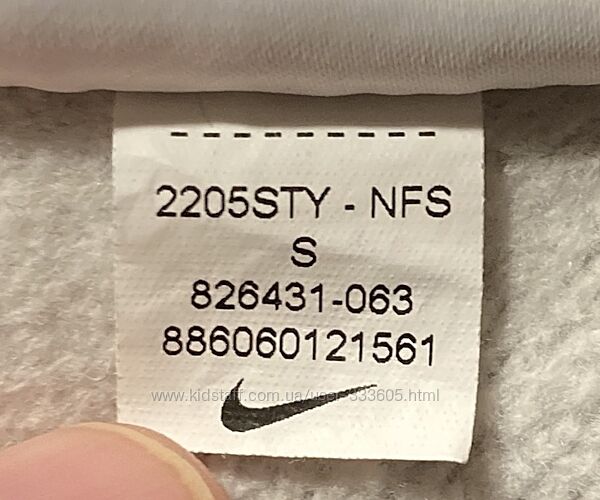 2205STY - NFS
S
826431-063
886060121561
www.kidstaff.com.ua/user-333605.html